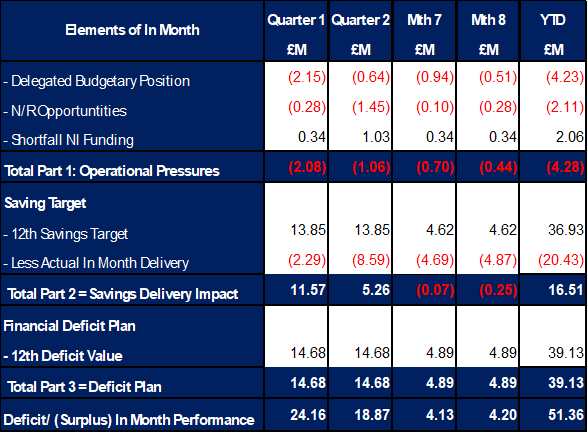 Elements of In Month Quarter 1 Quarter 2 Mth 7 Mth 8 YTD
£M £M £M £M £M
- Delegated Budgetary Position (2.15) (0.64) (0.94) (0.51) (4.23)
- N/R Opportuntities (0.28) (1.45) (0.10) (0.28) (2.11)
- Shortfall NI Funding 0.34 1.03 0.34 0.34 2.06
Total Part 1: Operational Pressures (2.08) (1.06) (0.70) (0.44) (4.28)
Saving Target
- 12th Savings Target 13.85 13.85 4.62 4.62 36.93
- Less Actual In Month Delivery (2.29) (8.59) (4.69) (4.87) (20.43)
Total Part 2 = Savings Delivery Impact 11.57 5.26 (0.07) (0.25) 16.51
Financial Deficit Plan
- 12th Deficit Value 14.68 14.68 4.89 4.89 39.13
Total Part 3 = Deficit Plan 14.68 14.68 4.89 4.89 39.13
Deficit/ (Surplus) In Month Performance 24.16 18.87 4.13 4.20 51.36